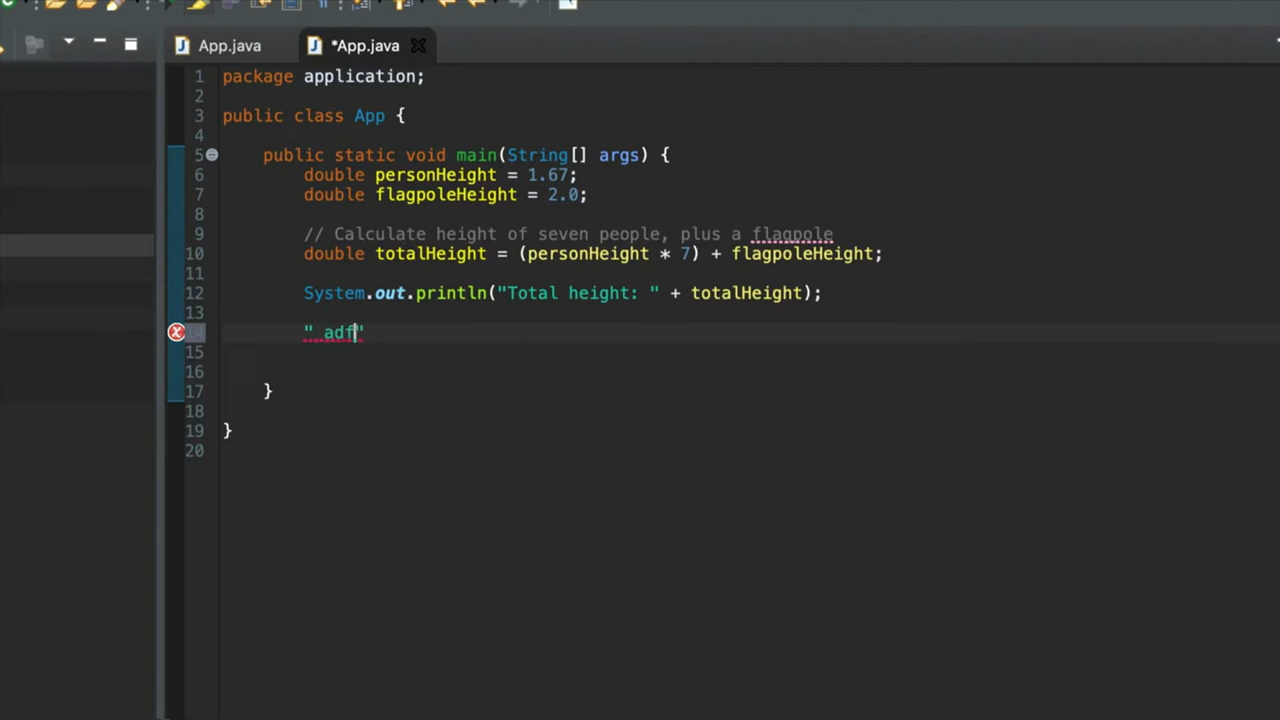 App.java *App.java
1 package application;
2
3 public class App {
4
5 public static void main(String[] args) {
6 double personHeight = 1.67;
7 double flagpoleHeight = 2.0;
8
9 // Calculate height of seven people, plus a flagpole
10 double totalHeight = (personHeight * 7) + flagpoleHeight;
11
12 System.out.println("Total height: " + totalHeight);
13
" adf"
15
16
17 }
18
19 }
20